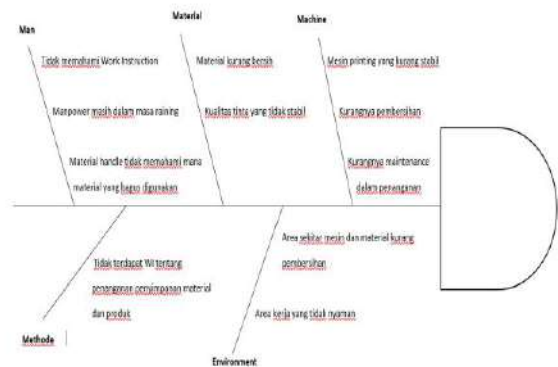 Man
Material
Machine
Tidak memahami Work Instruction
Material kurang bersih
Mesin printing yang kurang stabil
Manpower masih dalam masa raining
Kualitas tinta yang tidak stabil
Kurangnya pembersihan
Material handle tidak memahami mana
material yang bagus digunakan
Kurangnya maintenance
dalam penanganan
Area sekitar mesin dan material kurang
pembersihan
Tidak terdapat WI tentang
penanganan penyimpanan material
dan produk
Area kerja yang tidak nyaman
Methode
Environment